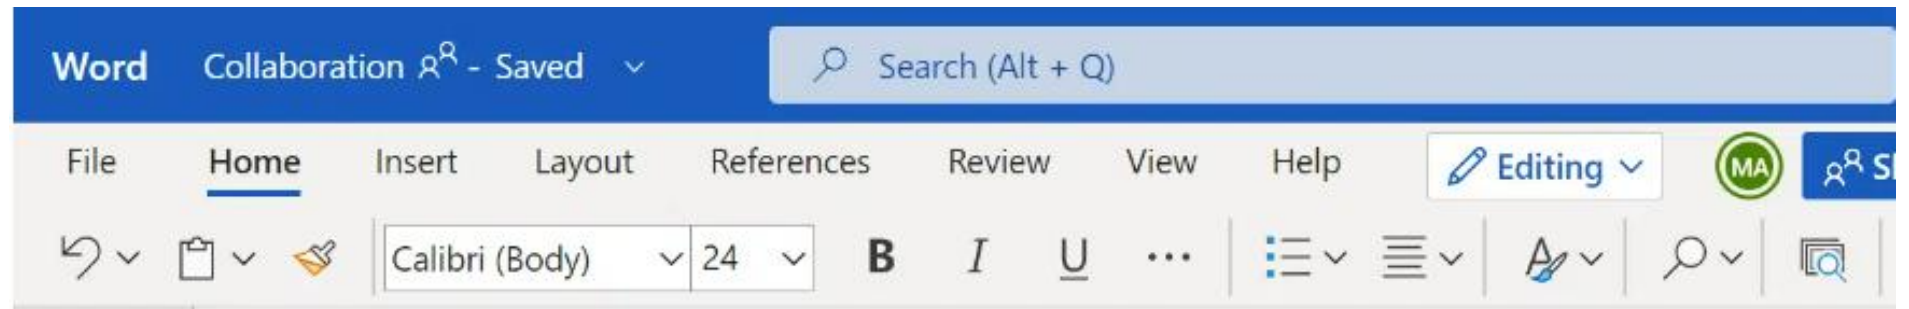 Word Collaboration - Saved Search (Alt + Q)
File Home Insert Layout References Review View Help Editing MA
Calibri (Body) 24 B I U ...